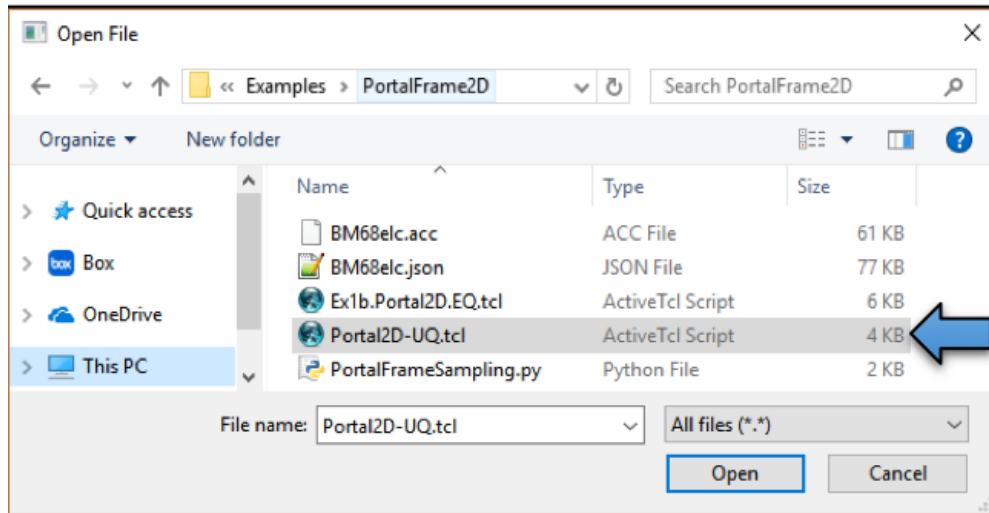 Open File
« Examples > PortalFrame2D
Search PortalFrame2D
Organize
New folder
Name Type Size
Quick access
box Box
OneDrive
This PC
BM68elc.acc ACC File 61 KB
BM68elc.json JSON File 77 KB
Ex1b.Portal2D.EQ.tcl ActiveTcl Script 6 KB
Portal2D-UQ.tcl ActiveTcl Script 4 KB
PortalFrameSampling.py Python File 2 KB
File name: Portal2D-UQ.tcl
All files (*.*)
Open
Cancel